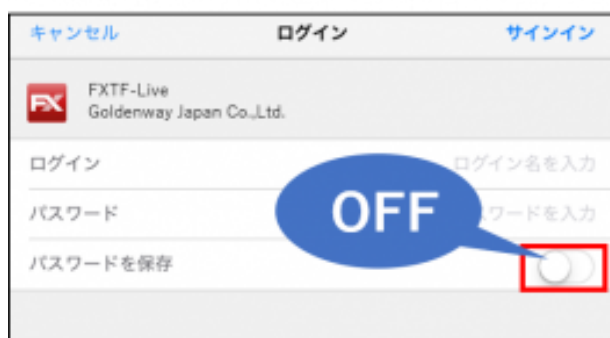 キャンセル ログイン サインイン
FX
FXTF-Live
Goldenway Japan Co.,Ltd.
ログイン ログイン名を入力
パスワード スワードを入力
パスワードを保存
OFF